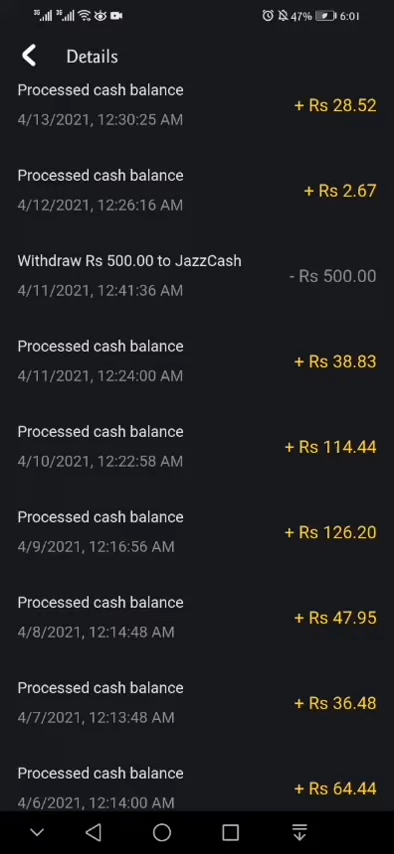 3G 3G 47% 6:01
Details
Processed cash balance
+ Rs 28.52
4/13/2021, 12:30:25 AM
Processed cash balance
+ Rs 2.67
4/12/2021, 12:26:16 AM
Withdraw Rs 500.00 to JazzCash
- Rs 500.00
4/11/2021, 12:41:36 AM
Processed cash balance
+ Rs 38.83
4/11/2021, 12:24:00 AM
Processed cash balance
+ Rs 114.44
4/10/2021, 12:22:58 AM
Processed cash balance
+ Rs 126.20
4/9/2021, 12:16:56 AM
Processed cash balance
+ Rs 47.95
4/8/2021, 12:14:48 AM
Processed cash balance
+ Rs 36.48
4/7/2021, 12:13:48 AM
Processed cash balance
+ Rs 64.44
4/6/2021, 12:14:00 AM